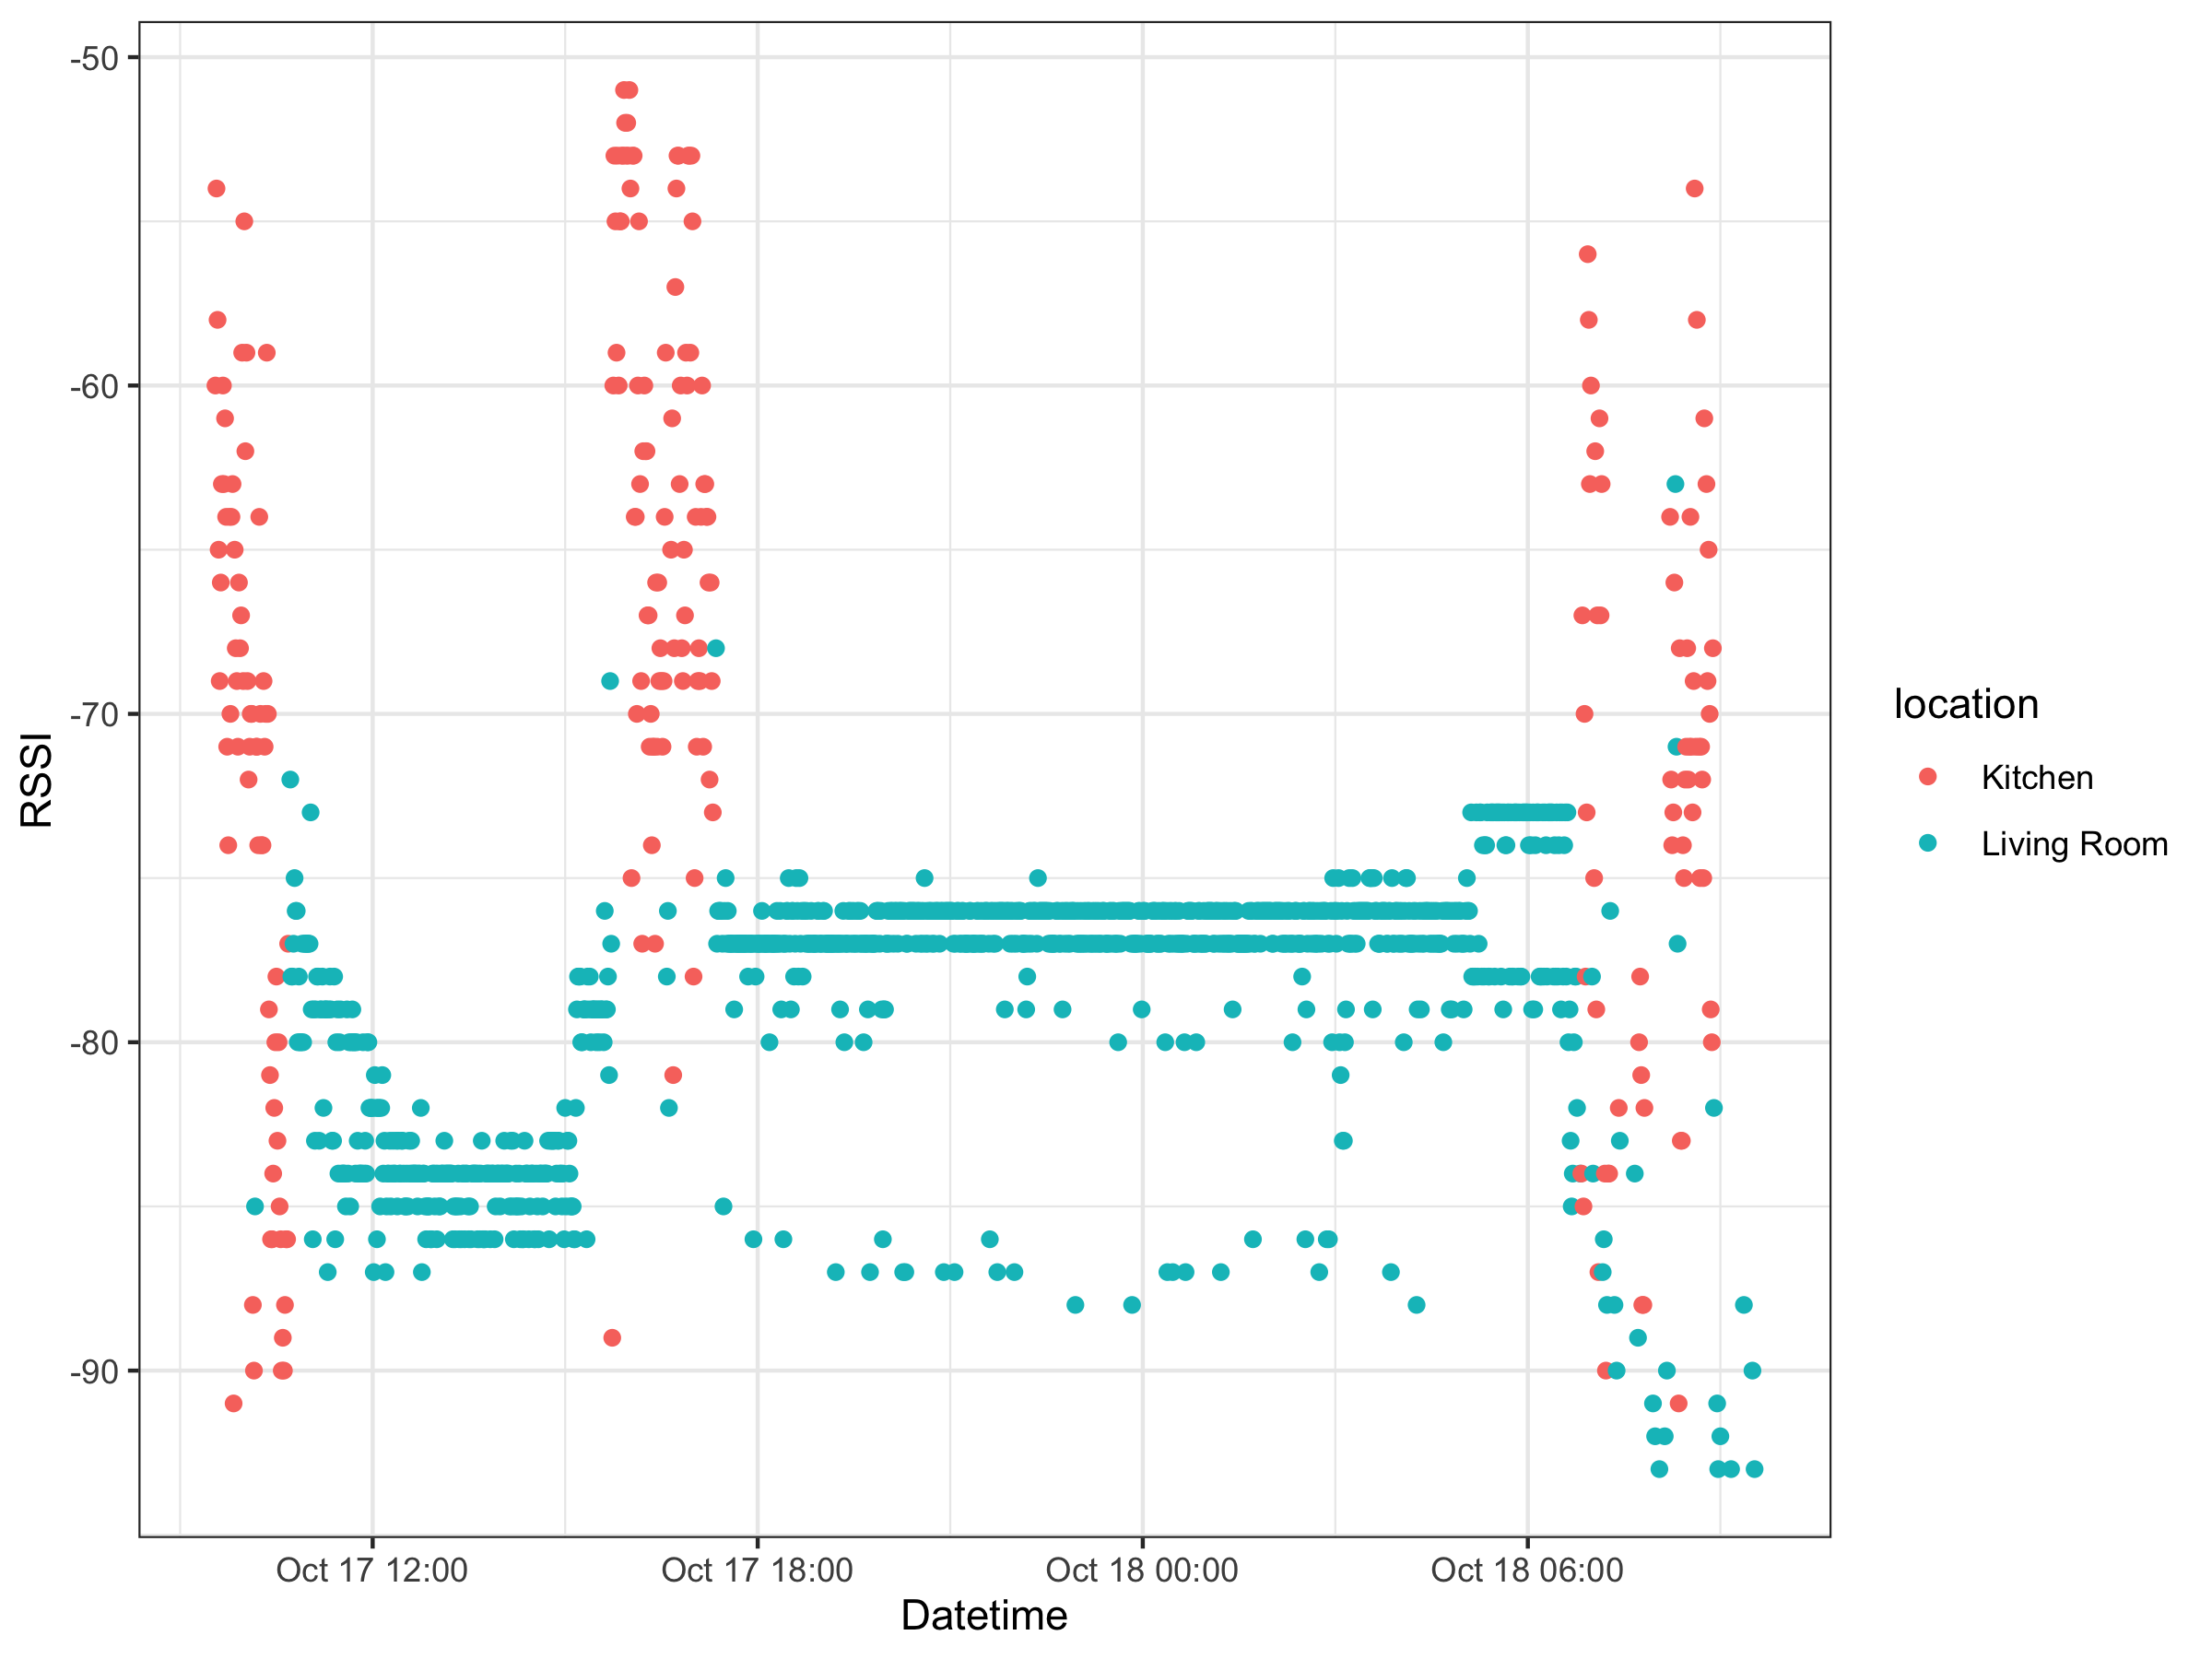 -50
-60
-70
-80
-90
RSSI
Oct 17 12:00
Oct 17 18:00
Oct 18 00:00
Oct 18 06:00
Datetime
location
Kitchen
Living Room